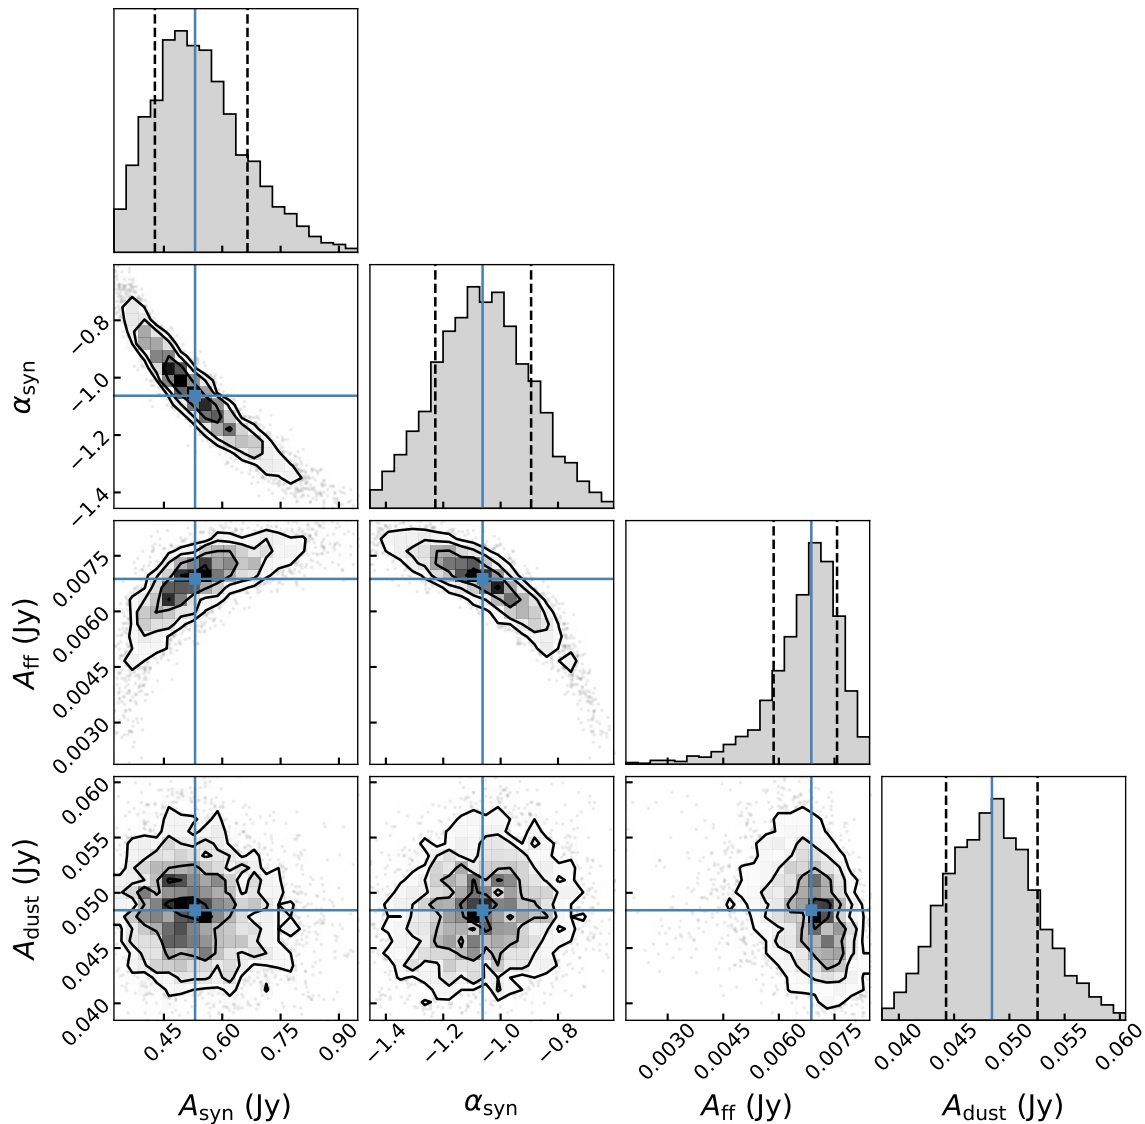 α_syn
−0.8
−1.0
−1.2
−1.4
A_ff (Jy)
0.0075
0.0060
0.0045
0.0030
A_dust (Jy)
0.060
0.055
0.050
0.045
0.040
0.45 0.60 0.75 0.90
−1.4 −1.2 −1.0 −0.8
0.0030 0.0045 0.0060 0.0075
0.040 0.045 0.050 0.055 0.060
A_syn (Jy)
α_syn
A_ff (Jy)
A_dust (Jy)